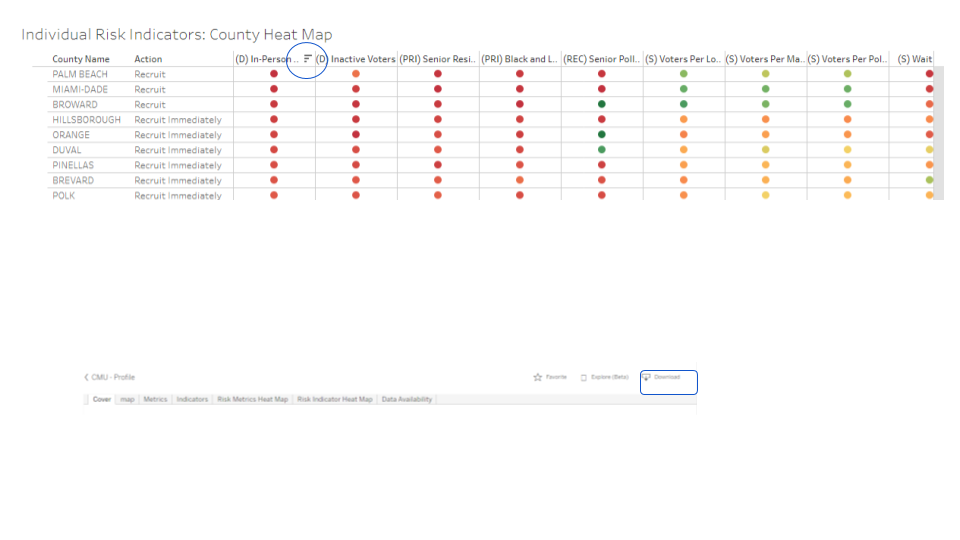 Individual Risk Indicators: County Heat Map
County Name Action (D) In-Person .. (D) Inactive Voters (PRI) Senior Resi.. (PRI) Black and L.. (REC) Senior Poll.. (S) Voters Per Lo.. (S) Voters Per Ma.. (S) Voters Per Pol.. (S) Wait
PALM BEACH Recruit
MIAMI-DADE Recruit
BROWARD Recruit
HILLSBOROUGH Recruit Immediately
ORANGE Recruit Immediately
DUVAL Recruit Immediately
PINELLAS Recruit Immediately
BREVARD Recruit Immediately
POLK Recruit Immediately
CMU - Profile Favorite Explore (Beta) Download
Cover map Metrics Indicators Risk Metrics Heat Map Risk Indicator Heat Map Data Availability